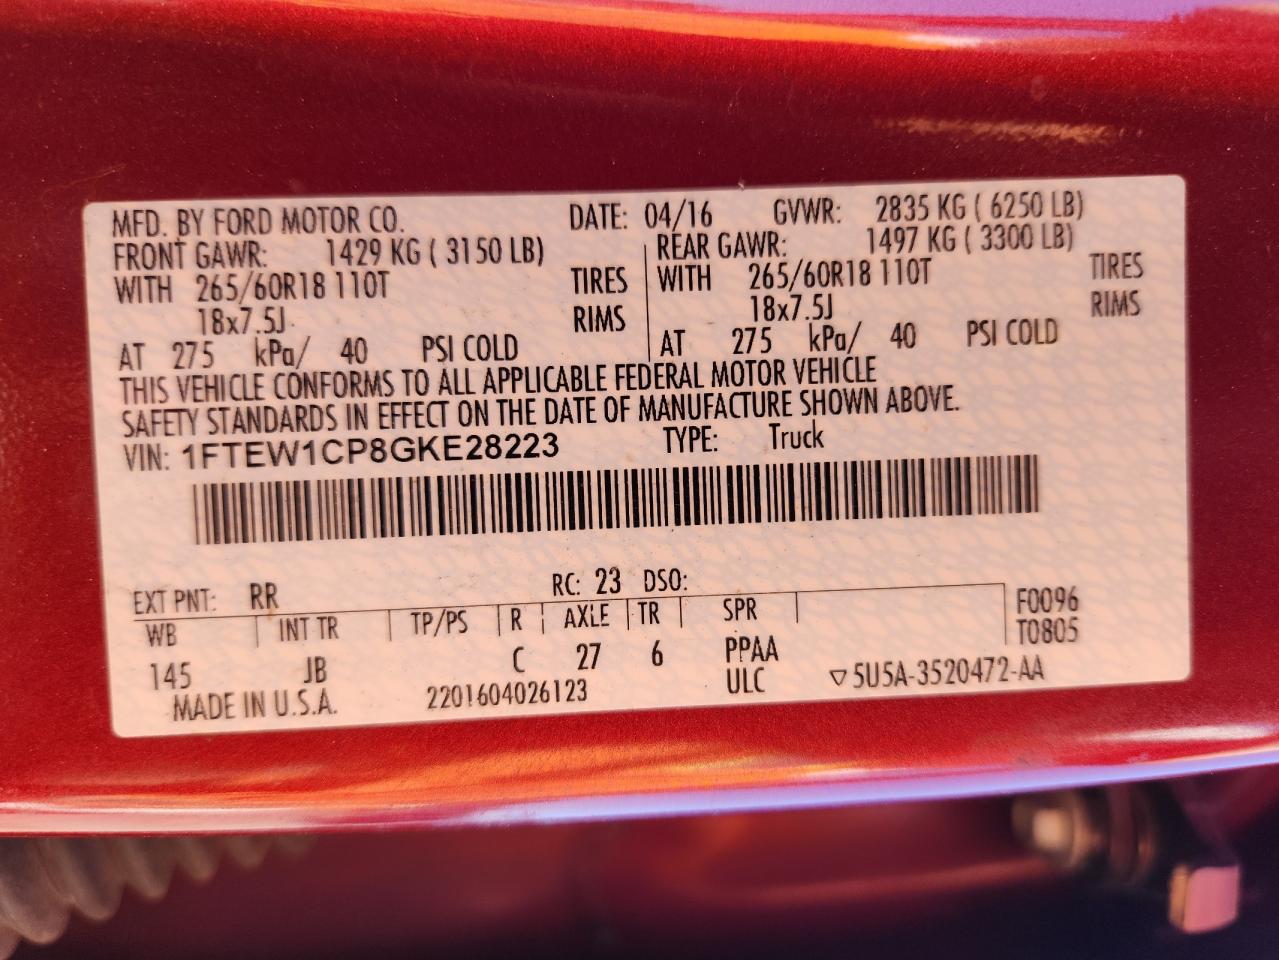 MFD. BY FORD MOTOR CO. DATE: 04/16 GVWR: 2835 KG ( 6250 LB)
FRONT GAWR: 1429 KG ( 3150 LB) REAR GAWR: 1497 KG ( 3300 LB)
WITH 265/60R18 110T TIRES WITH 265/60R18 110T TIRES
18x7.5J RIMS 18x7.5J RIMS
AT 275 kPa/ 40 PSI COLD AT 275 kPa/ 40 PSI COLD
THIS VEHICLE CONFORMS TO ALL APPLICABLE FEDERAL MOTOR VEHICLE
SAFETY STANDARDS IN EFFECT ON THE DATE OF MANUFACTURE SHOWN ABOVE.
VIN: 1FTEW1CP8GKE28223 TYPE: Truck
EXT PNT: RR RC: 23 DSO:
WB INT TR TP/PS R AXLE TR SPR F0096
T0805
145 JB C 27 6 PPAA
MADE IN U.S.A. 2201604026123 ULC ▽5U5A-3520472-AA